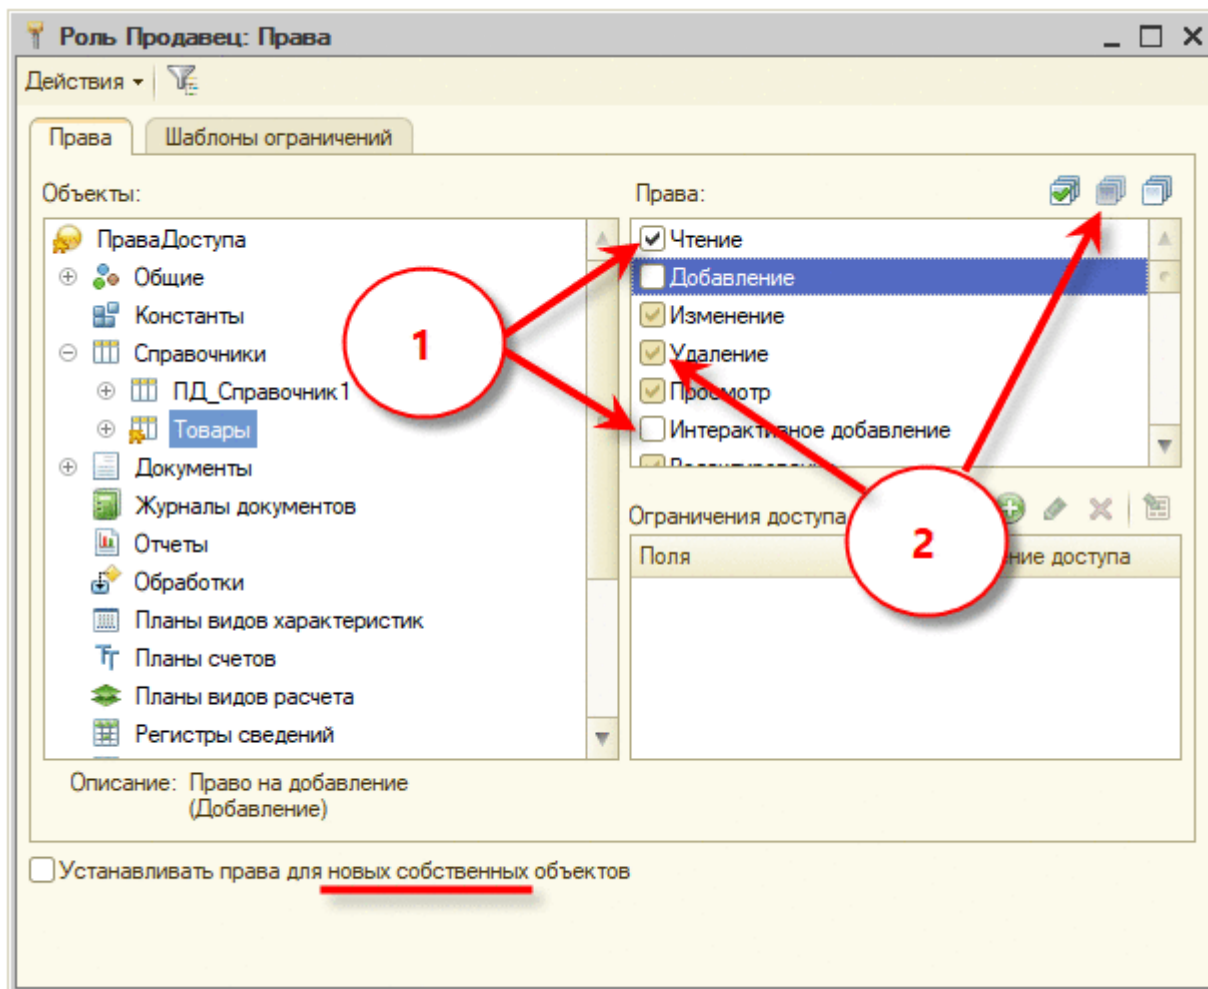 Роль Продавец: Права
Действия
Права
Шаблоны ограничений
Объекты:
ПраваДоступа
Общие
Константы
Справочники
ПД_Справочник1
Товары
Документы
Журналы документов
Отчеты
Обработки
Планы видов характеристик
Планы счетов
Планы видов расчета
Регистры сведений
Права:
Чтение
Добавление
Изменение
Удаление
Просмотр
Интерактивное добавление
1
2
Ограничения доступа
Поля
доступа
Описание: Право на добавление
(Добавление)
Устанавливать права для новых собственных объектов